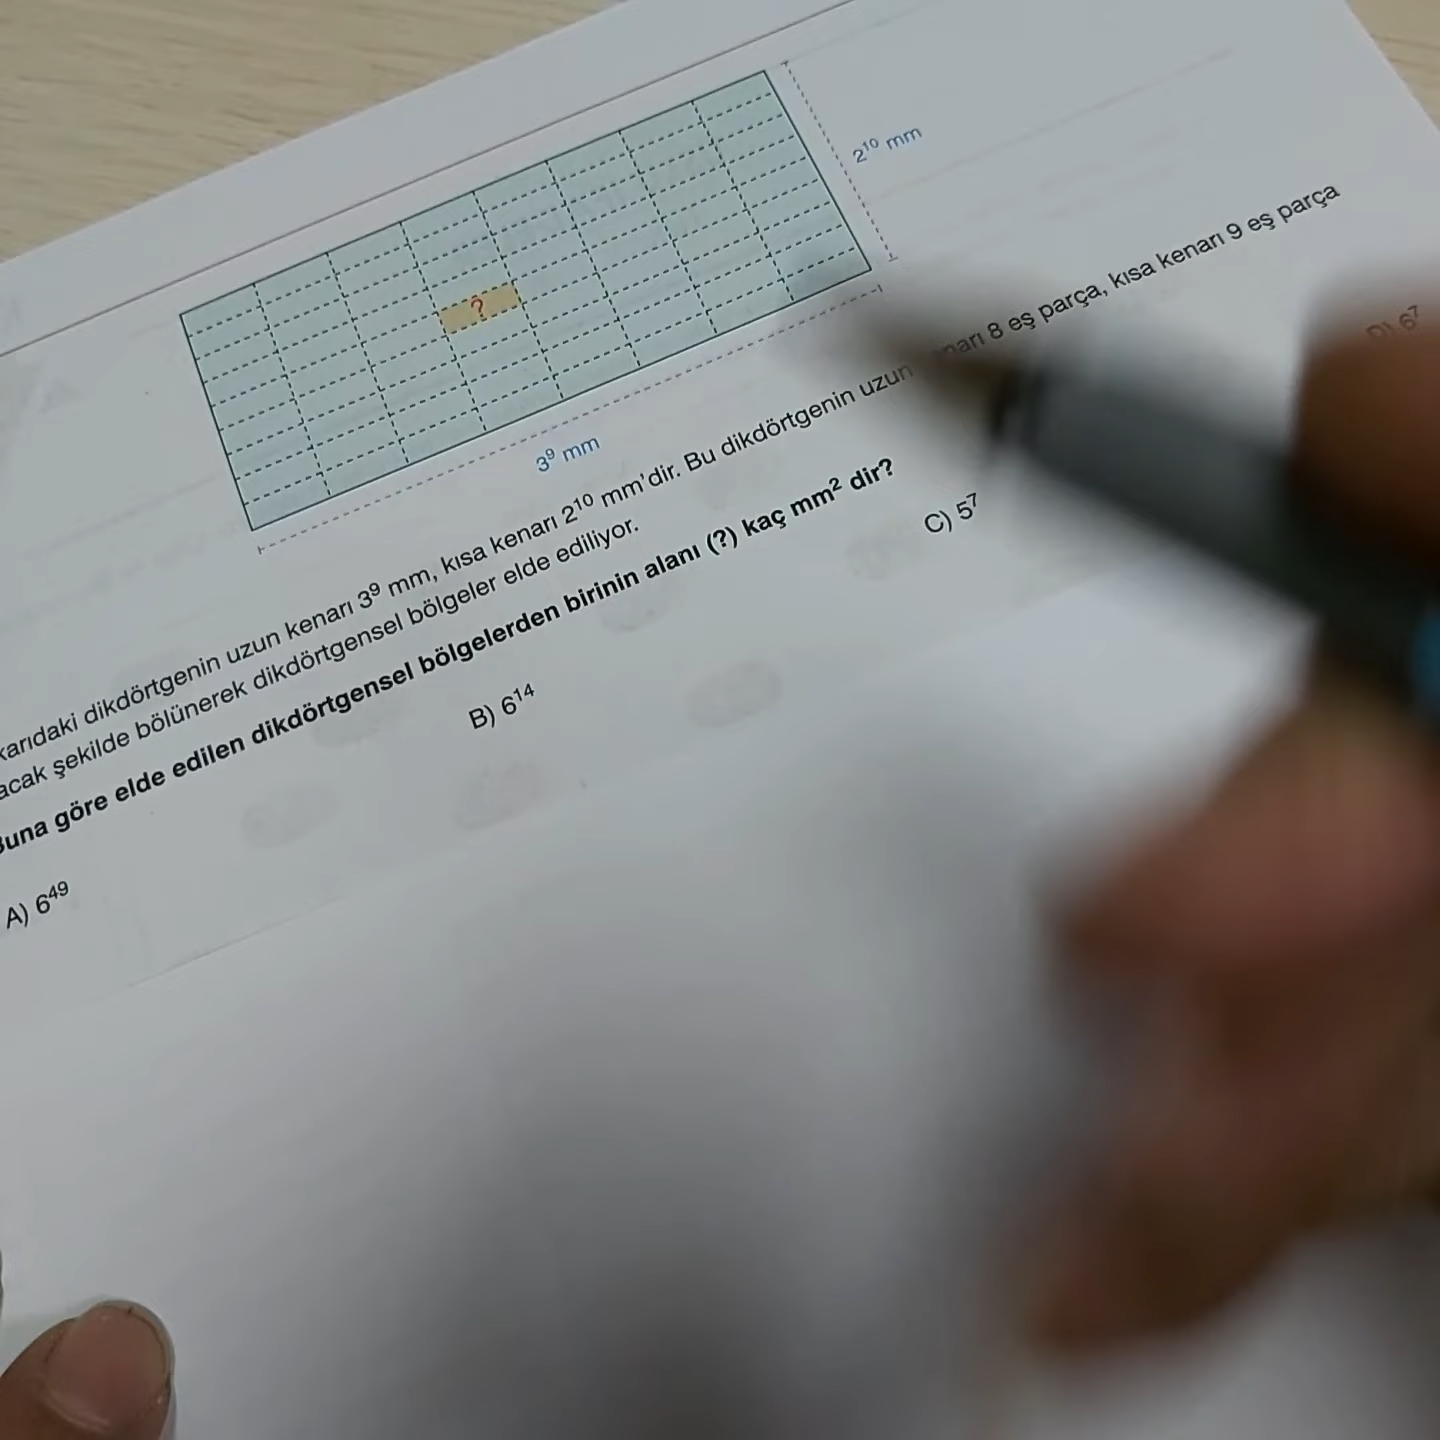 ?
2¹⁰ mm
3⁹ mm
karıdaki dikdörtgenin uzun kenarı 3⁹ mm, kısa kenarı 2¹⁰ mm'dir. Bu dikdörtgenin uzun narı 8 eş parça, kısa kenarı 9 eş parça
acak şekilde bölünerek dikdörtgensel bölgeler elde ediliyor.
Buna göre elde edilen dikdörtgensel bölgelerden birinin alanı (?) kaç mm² dir?
A) 6⁴⁹ B) 6¹⁴ C) 5⁷ D) 6⁷